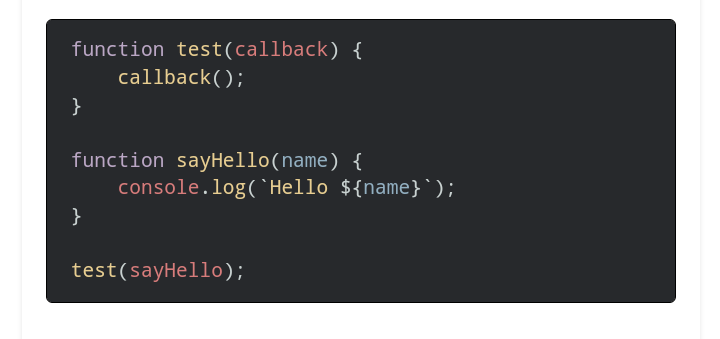 function test(callback) {
    callback();
}

function sayHello(name) {
    console.log(`Hello ${name}`);
}

test(sayHello);